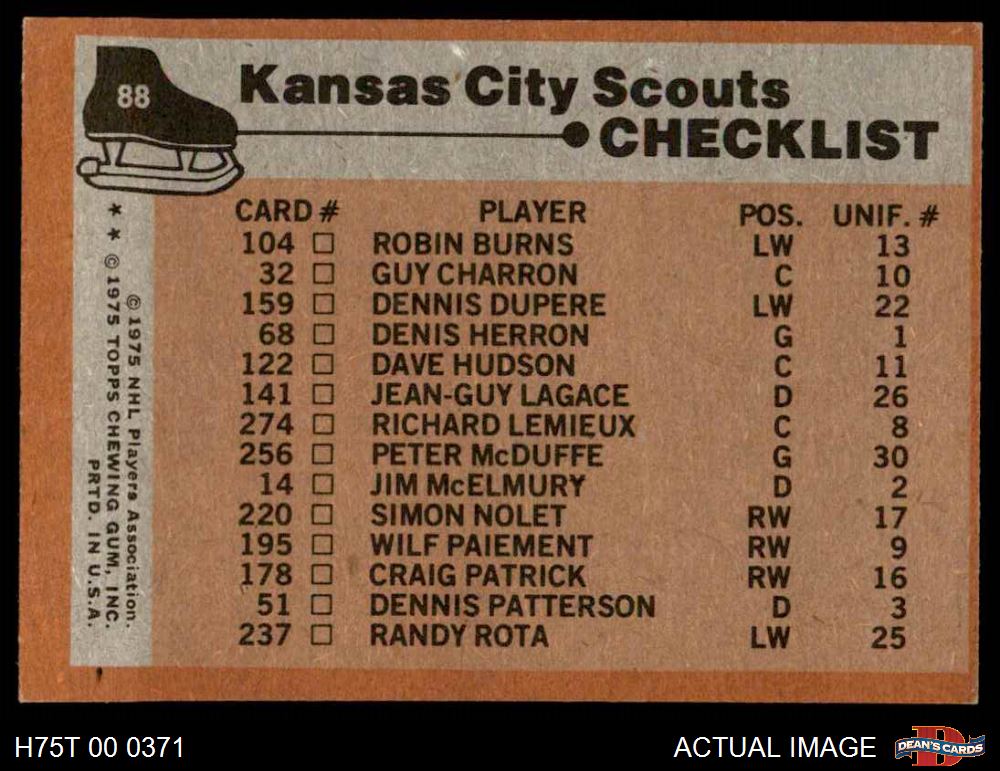 88
Kansas City Scouts
CHECKLIST
CARD # PLAYER POS. UNIF. #
104 □ ROBIN BURNS LW 13
32 □ GUY CHARRON C 10
159 □ DENNIS DUPERE LW 22
68 □ DENIS HERRON G 1
122 □ DAVE HUDSON C 11
141 □ JEAN-GUY LAGACE D 26
274 □ RICHARD LEMIEUX C 8
256 □ PETER McDUFFE G 30
14 □ JIM McELMURY D 2
220 □ SIMON NOLET RW 17
195 □ WILF PAIEMENT RW 9
178 □ CRAIG PATRICK RW 16
51 □ DENNIS PATTERSON D 3
237 □ RANDY ROTA LW 25
© 1975 NHL Players Association.
★ ★ © 1975 TOPPS CHEWING GUM, INC.
PRTD. IN U.S.A.
H75T 00 0371
ACTUAL IMAGE
DEAN'S CARDS